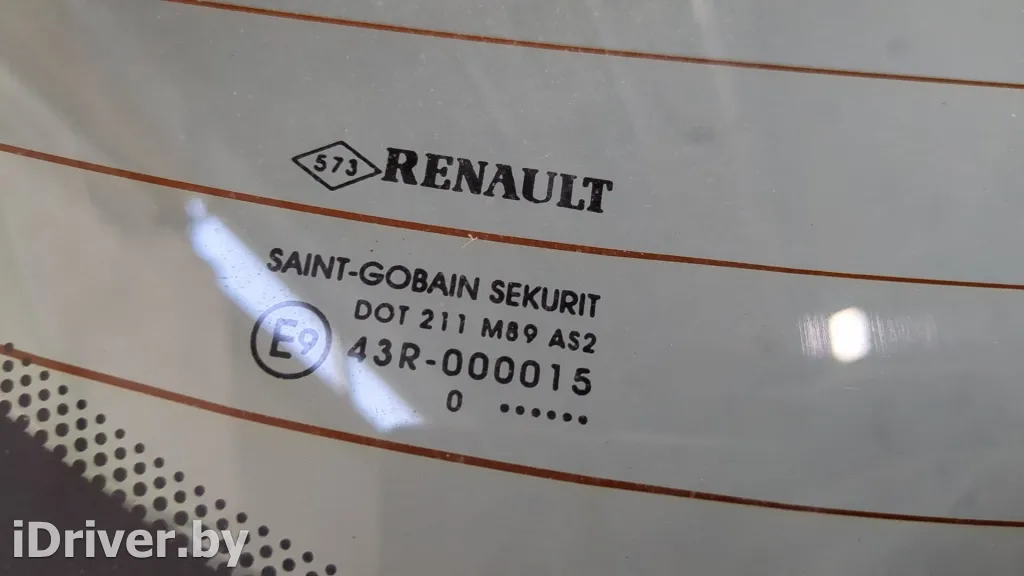 573 RENAULT
SAINT-GOBAIN SEKURIT
DOT 211 M89 AS2
E9 43R-000015
0 ••••••
iDriver.by